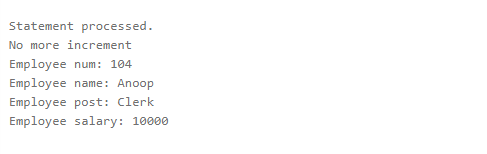 Statement processed.
No more increment
Employee num: 104
Employee name: Anoop
Employee post: Clerk
Employee salary: 10000